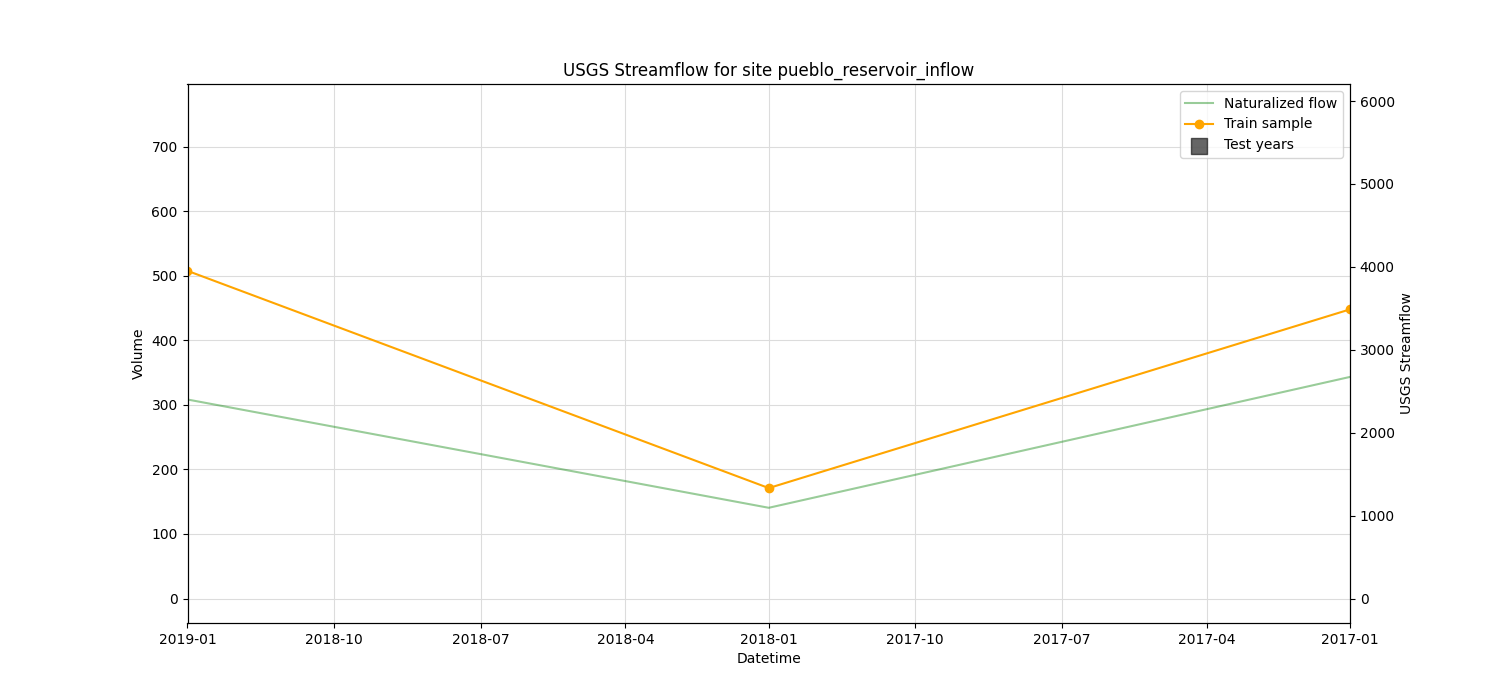 USGS Streamflow for site pueblo_reservoir_inflow
Naturalized flow
Train sample
Test years
700
600
500
400
300
200
100
0
Volume
6000
5000
4000
3000
2000
1000
0
USGS Streamflow
2019-01 2018-10 2018-07 2018-04 2018-01 2017-10 2017-07 2017-04 2017-01
Datetime